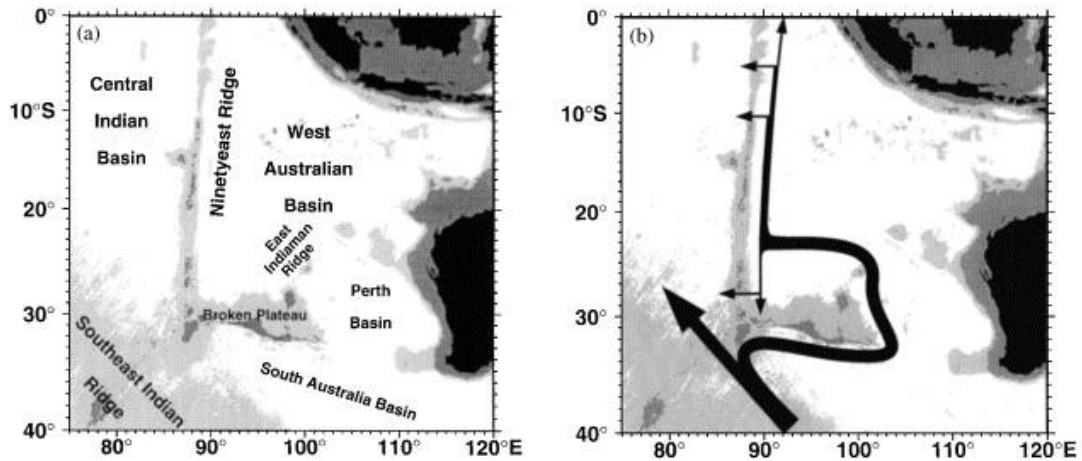 (a)
0°
10°S
20°
30°
40°
80°
90°
100°
110°
120°E
Central
Indian
Basin
Ninetyeast Ridge
West
Australian
Basin
East
Indiaman
Ridge
Perth
Basin
Broken Plateau
Southeast Indian
Ridge
South Australia Basin
(b)
0°
10°S
20°
30°
40°
80°
90°
100°
110°
120°E